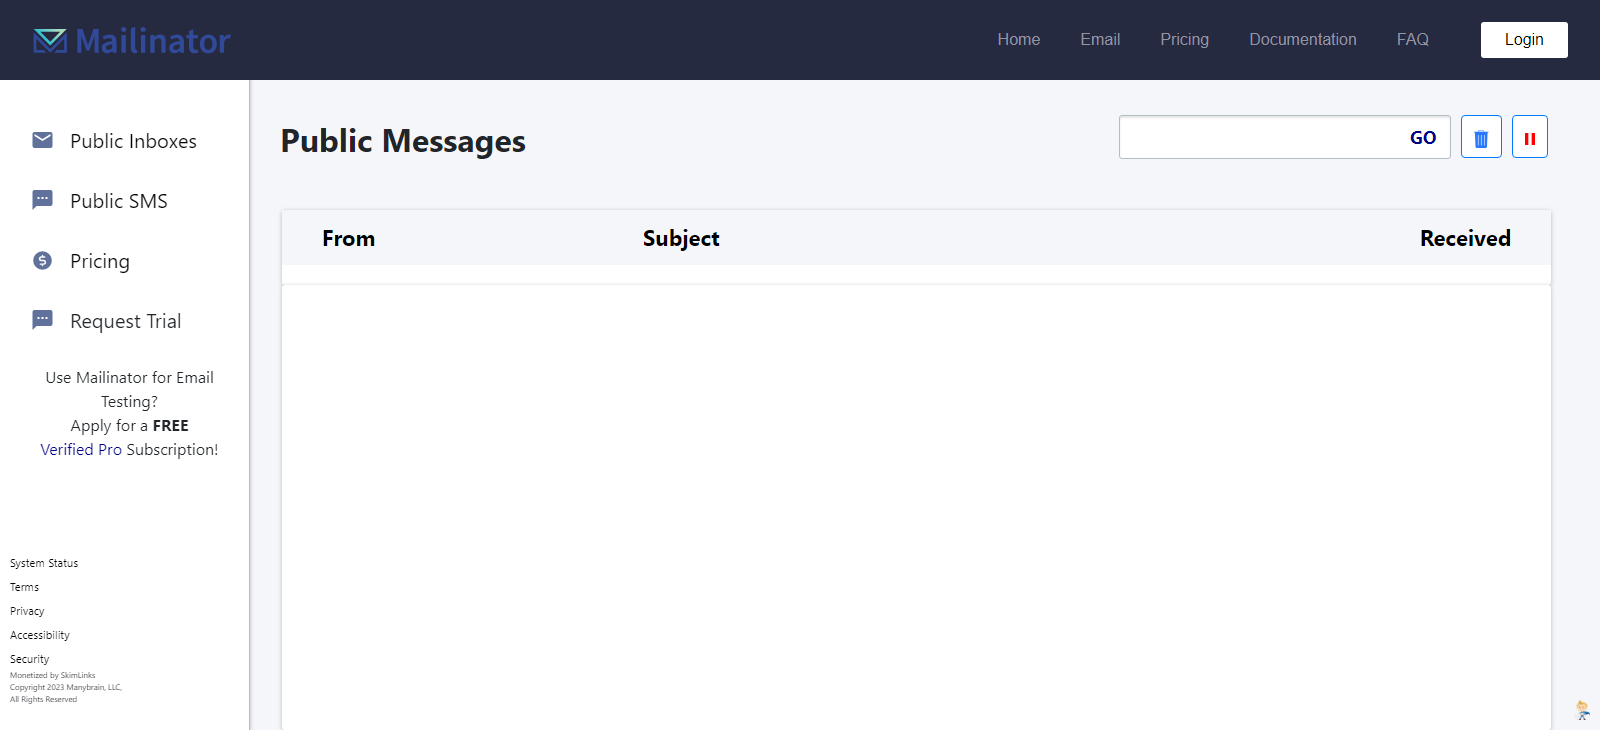 Mailinator
Home
Email
Pricing
Documentation
FAQ
Login
Public Inboxes
Public SMS
Pricing
Request Trial
Use Mailinator for Email
Testing?
Apply for a FREE
Verified Pro Subscription!
System Status
Terms
Privacy
Accessibility
Security
Monetized by SkimLinks
Copyright 2023 Manybrain, LLC,
All Rights Reserved
Public Messages
GO
From
Subject
Received